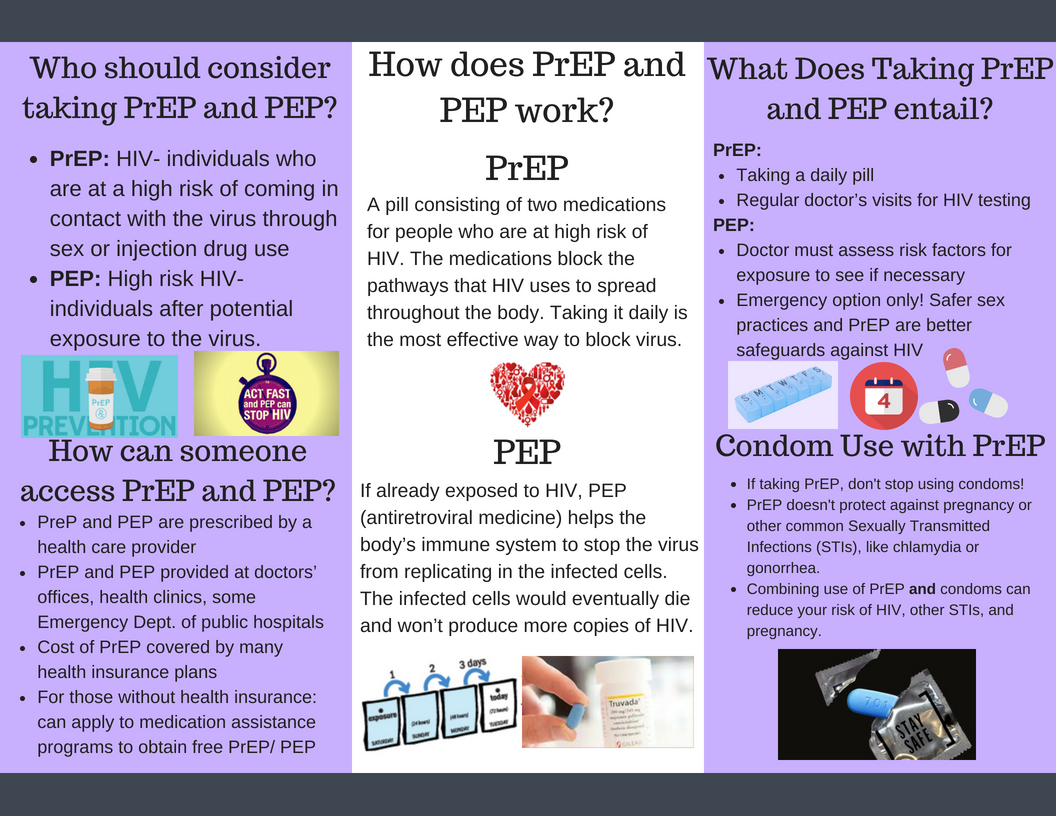 Who should consider
taking PrEP and PEP?
• PrEP: HIV- individuals who
are at a high risk of coming in
contact with the virus through
sex or injection drug use
• PEP: High risk HIV-
individuals after potential
exposure to the virus.
HIV
PrEP
PREVENTION
ACT FAST
and PEP can
STOP HIV
How can someone
access PrEP and PEP?
• PreP and PEP are prescribed by a
health care provider
• PrEP and PEP provided at doctors’
offices, health clinics, some
Emergency Dept. of public hospitals
• Cost of PrEP covered by many
health insurance plans
• For those without health insurance:
can apply to medication assistance
programs to obtain free PrEP/ PEP
How does PrEP and
PEP work?
PrEP
A pill consisting of two medications
for people who are at high risk of
HIV. The medications block the
pathways that HIV uses to spread
throughout the body. Taking it daily is
the most effective way to block virus.
PEP
If already exposed to HIV, PEP
(antiretroviral medicine) helps the
body’s immune system to stop the virus
from replicating in the infected cells.
The infected cells would eventually die
and won’t produce more copies of HIV.
1 2 3 days
exposure
SATURDAY
(24 hours)
SUNDAY
(48 hours)
MONDAY
today
(72 hours)
TUESDAY
Truvada
GILEAD
What Does Taking PrEP
and PEP entail?
PrEP:
• Taking a daily pill
• Regular doctor’s visits for HIV testing
PEP:
• Doctor must assess risk factors for
exposure to see if necessary
• Emergency option only! Safer sex
practices and PrEP are better
safeguards against HIV
S M T W T F S
4
Condom Use with PrEP
• If taking PrEP, don't stop using condoms!
• PrEP doesn't protect against pregnancy or
other common Sexually Transmitted
Infections (STIs), like chlamydia or
gonorrhea.
• Combining use of PrEP and condoms can
reduce your risk of HIV, other STIs, and
pregnancy.
701
STAY
SAFE